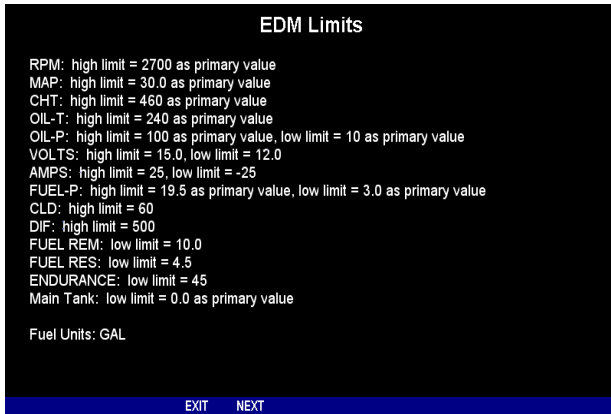 EDM Limits
RPM: high limit = 2700 as primary value
MAP: high limit = 30.0 as primary value
CHT: high limit = 460 as primary value
OIL-T: high limit = 240 as primary value
OIL-P: high limit = 100 as primary value, low limit = 10 as primary value
VOLTS: high limit = 15.0, low limit = 12.0
AMPS: high limit = 25, low limit = -25
FUEL-P: high limit = 19.5 as primary value, low limit = 3.0 as primary value
CLD: high limit = 60
DIF: high limit = 500
FUEL REM: low limit = 10.0
FUEL RES: low limit = 4.5
ENDURANCE: low limit = 45
Main Tank: low limit = 0.0 as primary value
Fuel Units: GAL
EXIT NEXT